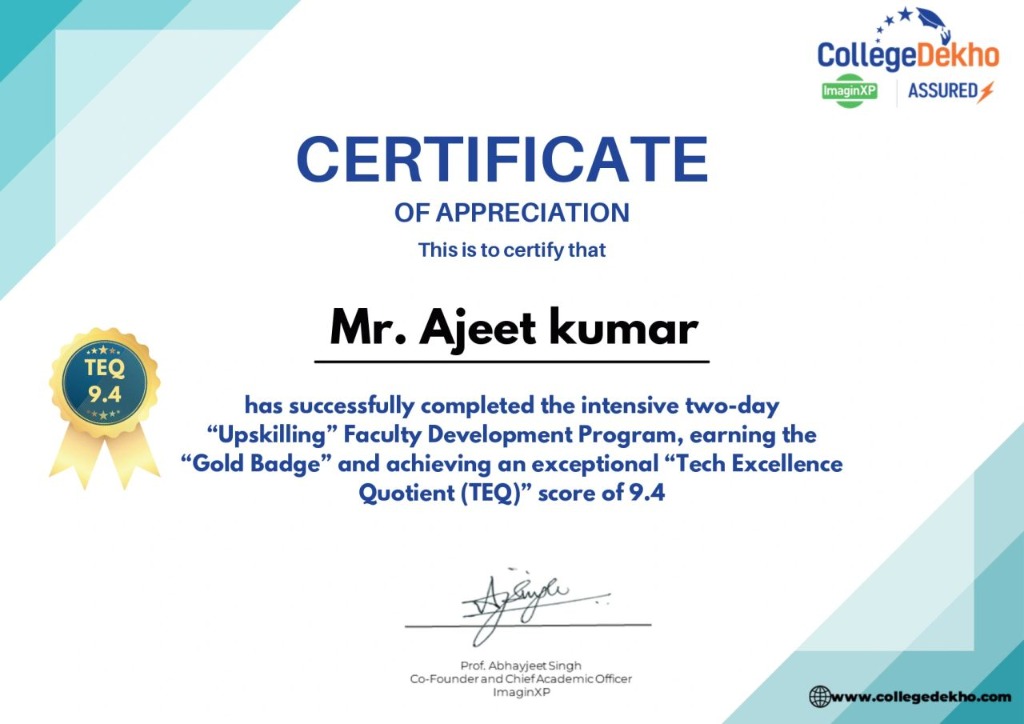 CollegeDekho
ImaginXP
ASSURED
CERTIFICATE
OF APPRECIATION
This is to certify that
Mr. Ajeet kumar
TEQ
9.4
has successfully completed the intensive two-day
“Upskilling” Faculty Development Program, earning the
“Gold Badge” and achieving an exceptional “Tech Excellence
Quotient (TEQ)” score of 9.4
Prof. Abhayjeet Singh
Co-Founder and Chief Academic Officer
ImaginXP
www.collegedekho.com